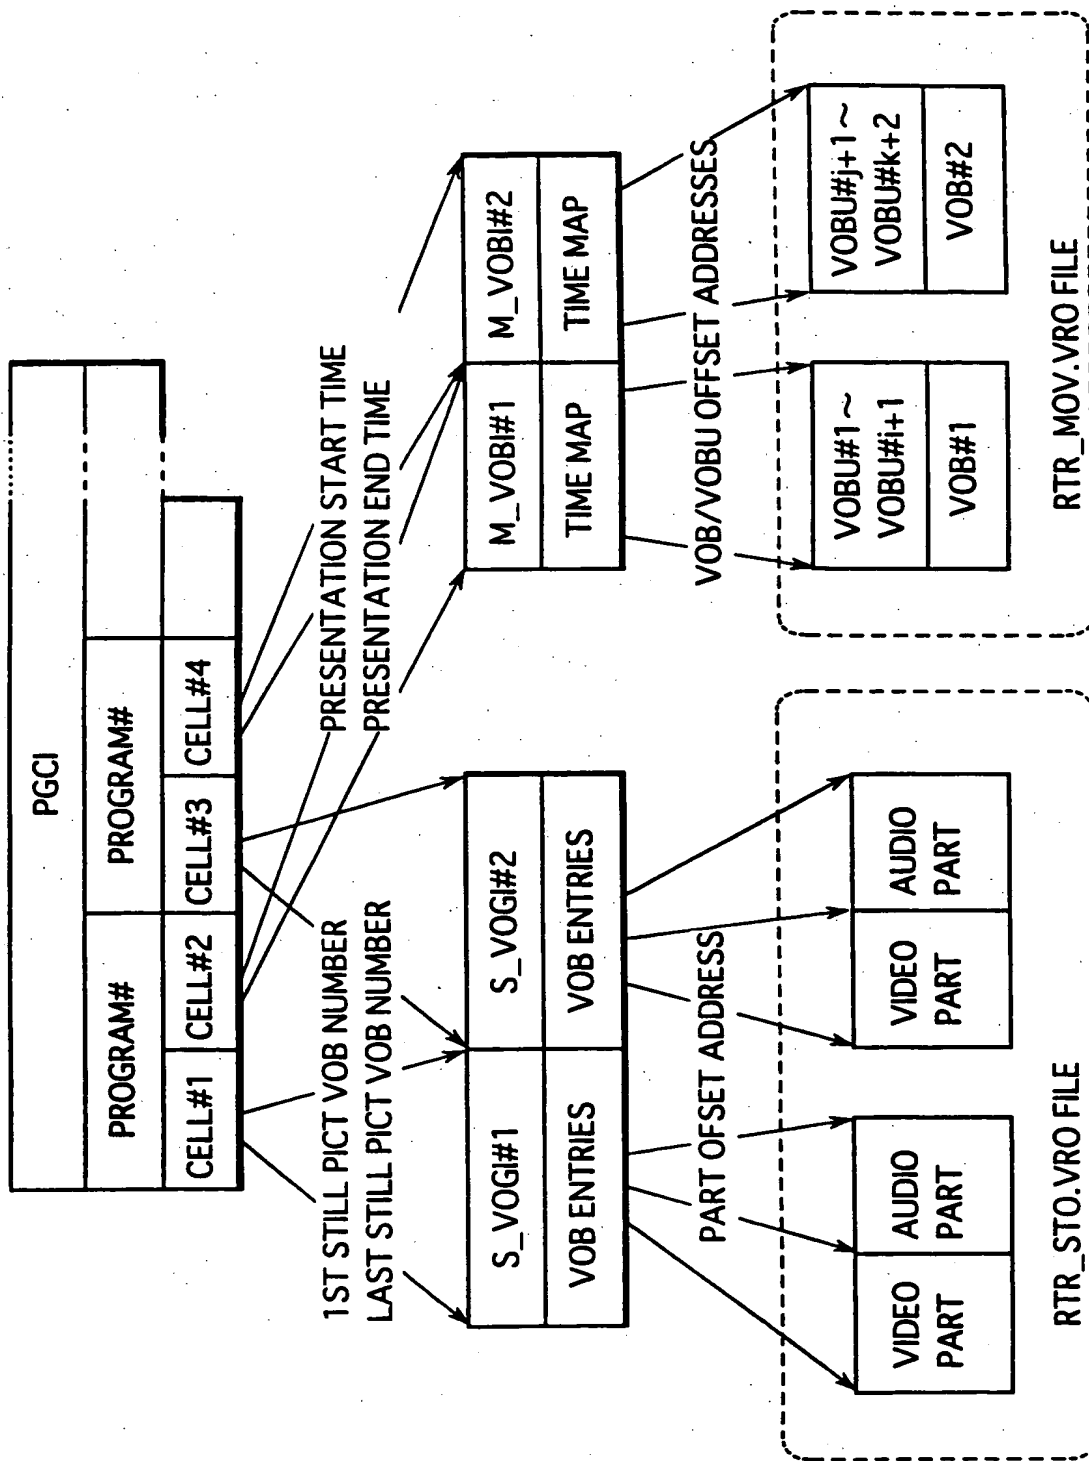 PGCI
PROGRAM#
PROGRAM#
CELL#1
CELL#2
CELL#3
CELL#4
1ST STILL PICT VOB NUMBER
LAST STILL PICT VOB NUMBER
PRESENTATION START TIME
PRESENTATION END TIME
S_VOGI#1
S_VOGI#2
VOB ENTRIES
VOB ENTRIES
M_VOBI#1
M_VOBI#2
TIME MAP
TIME MAP
PART OFSET ADDRESS
VOB/VOBU OFFSET ADDRESSES
VIDEO
PART
AUDIO
PART
VIDEO
PART
AUDIO
PART
VOBU#1~
VOBU#i+1
VOB#1
VOBU#j+1~
VOBU#k+2
VOB#2
RTR_STO.VRO FILE
RTR_MOV.VRO FILE